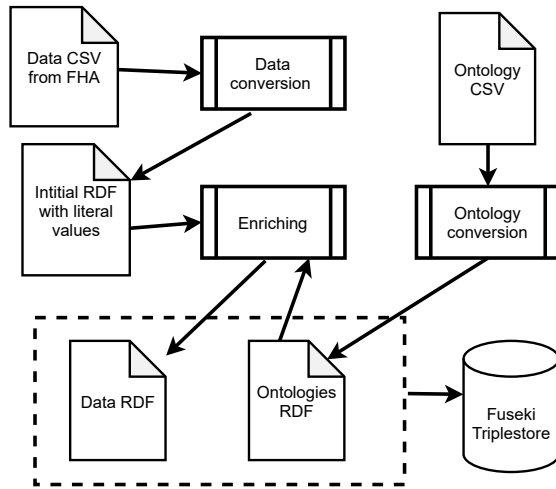 Data CSV
from FHA
Data
conversion
Ontology
CSV
Intitial RDF
with literal
values
Enriching
Ontology
conversion
Data RDF
Ontologies
RDF
Fuseki
Triplestore